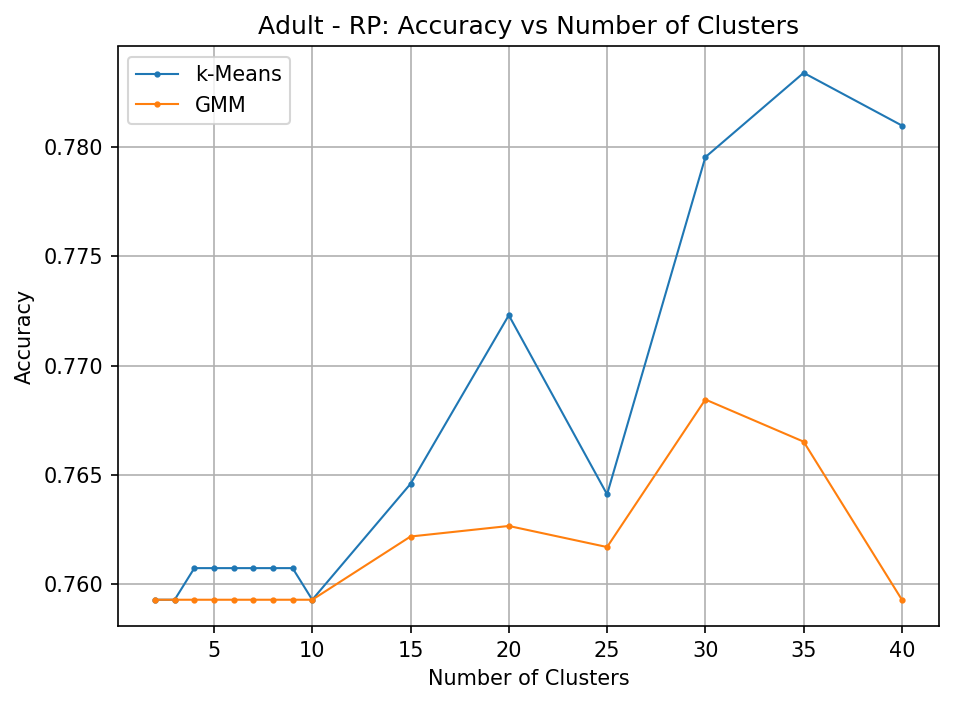 Adult - RP: Accuracy vs Number of Clusters
k-Means
GMM
0.780
0.775
0.770
0.765
0.760
Accuracy
5 10 15 20 25 30 35 40
Number of Clusters